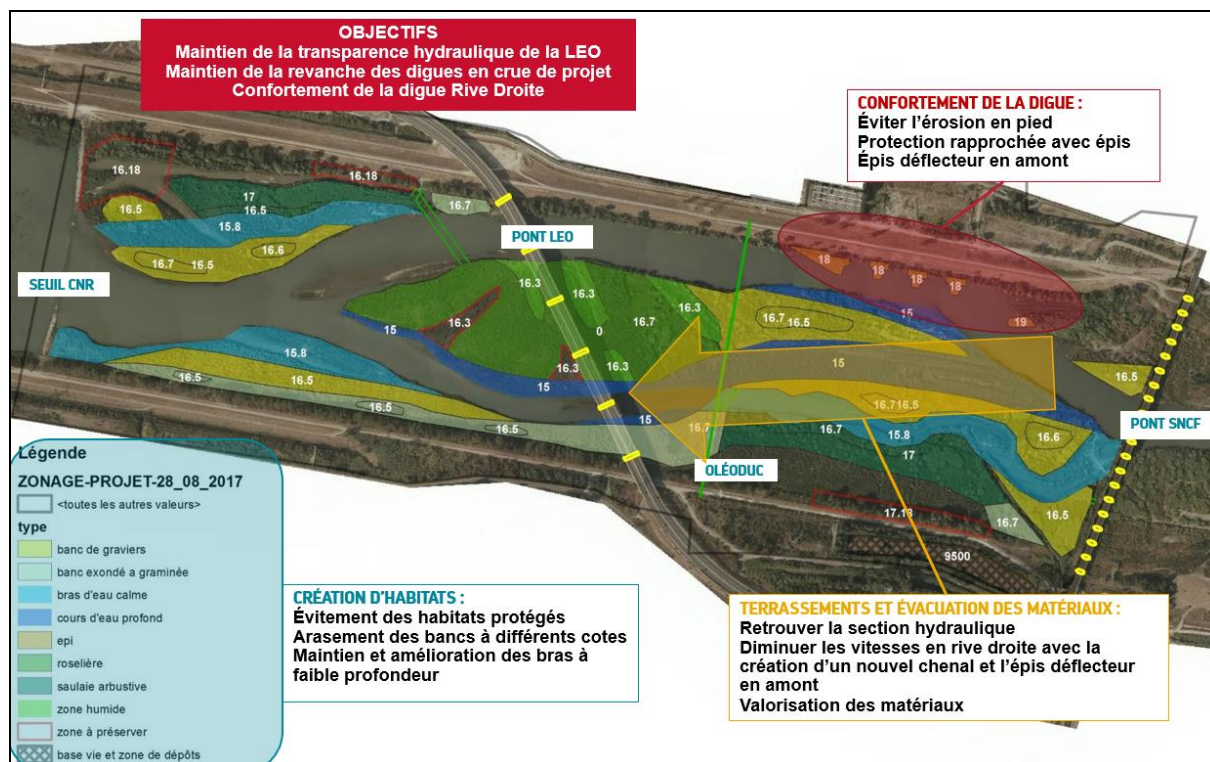 OBJECTIFS
Maintien de la transparence hydraulique de la LEO
Maintien de la revanche des digues en crue de projet
Confortement de la digue Rive Droite
CONFORTEMENT DE LA DIGUE :
Éviter l'érosion en pied
Protection rapprochée avec épis
Épis déflecteur en amont
16.18
16.18
17
16.5
16.5
16.7
15.8
16.6
16.7
16.5
SEUIL CNR
PONT LEO
18
18
18
18
19
16.3
16.3
16.3
16.7
0
16.3
16.3
16.3
15
15
15
16.7
16.5
15
15
15.8
16.5
16.5
16.5
16.5
16.7
16.5
16.7
16.7
15.8
17
16.5
16.6
16.5
16.7
PONT SNCF
OLÉODUC
17.18
9500
Légende
ZONAGE-PROJET-28_08_2017
<toutes les autres valeurs>
type
banc de graviers
banc exondé a graminée
bras d'eau calme
cours d'eau profond
epi
roselière
saulaie arbustive
zone humide
zone à préserver
base vie et zone de dépôts
CRÉATION D'HABITATS :
Évitement des habitats protégés
Arasement des bancs à différents cotes
Maintien et amélioration des bras à
faible profondeur
TERRASSEMENTS ET ÉVACUATION DES MATÉRIAUX :
Retrouver la section hydraulique
Diminuer les vitesses en rive droite avec la
création d'un nouvel chenal et l'épis déflecteur
en amont
Valorisation des matériaux